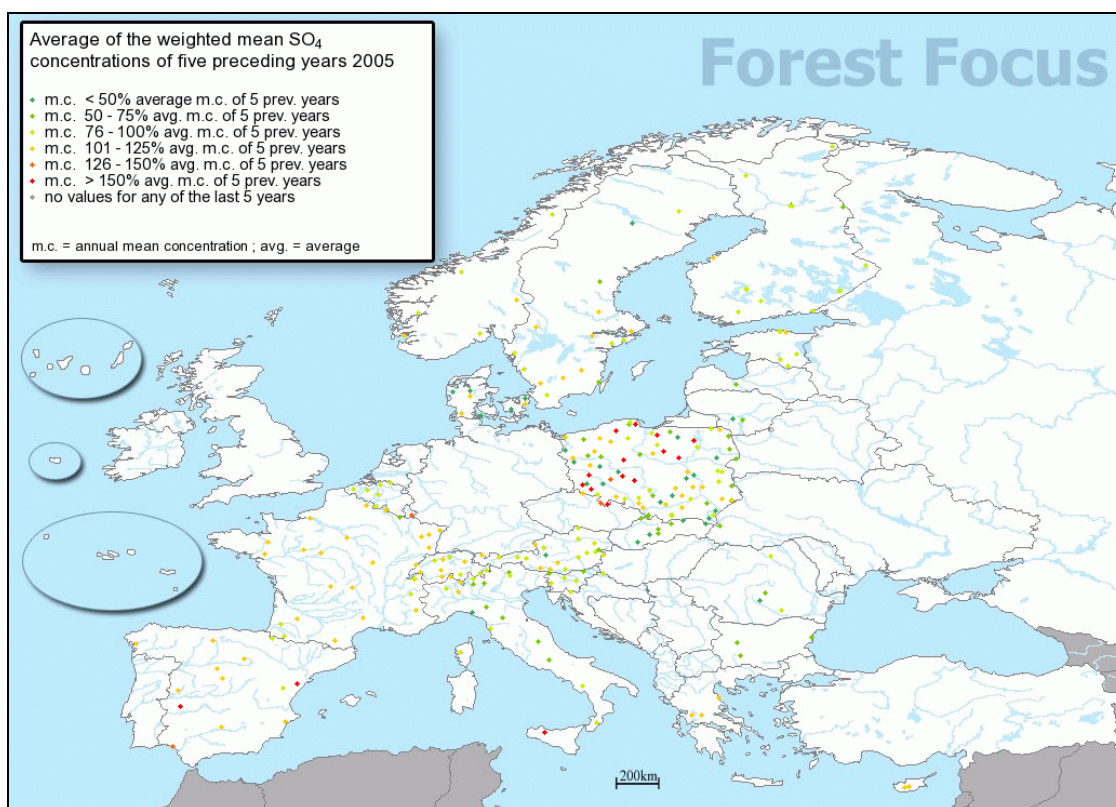 Average of the weighted mean SO₄
concentrations of five preceding years 2005
m.c. < 50% average m.c. of 5 prev. years
m.c. 50 - 75% avg. m.c. of 5 prev. years
m.c. 76 - 100% avg. m.c. of 5 prev. years
m.c. 101 - 125% avg. m.c. of 5 prev. years
m.c. 126 - 150% avg. m.c. of 5 prev. years
m.c. > 150% avg. m.c. of 5 prev. years
no values for any of the last 5 years
m.c. = annual mean concentration ; avg. = average
Forest Focus
200km